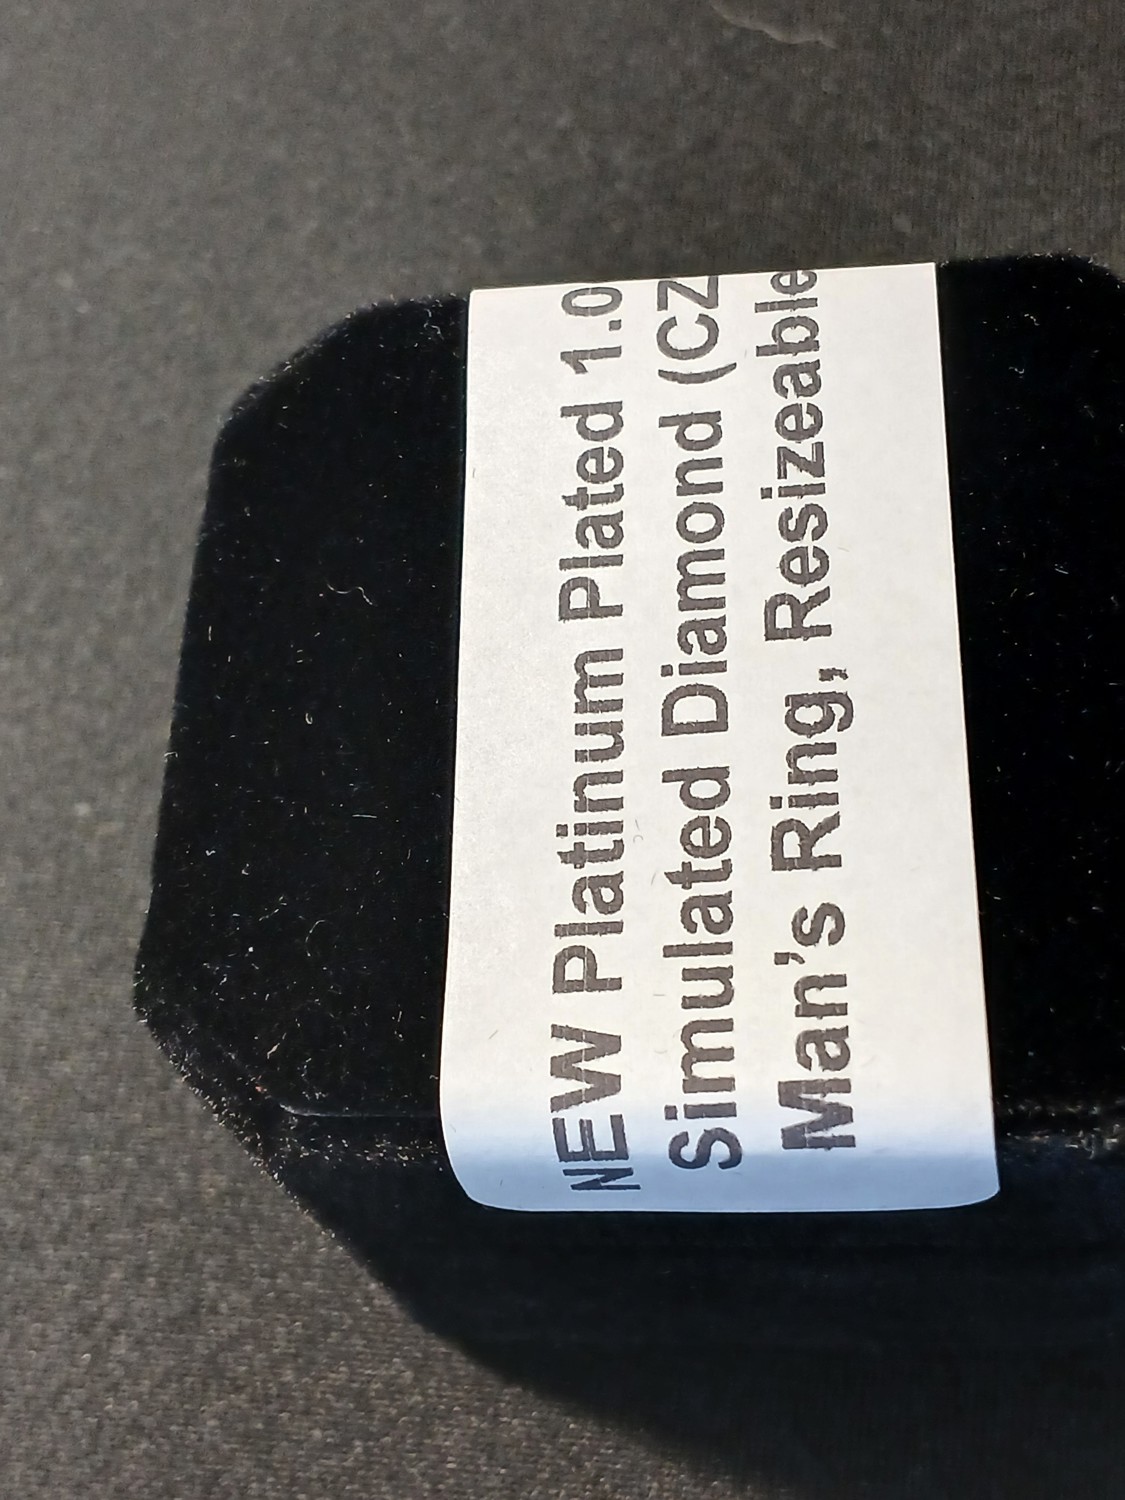 NEW Platinum Plated 1.0
Simulated Diamond (CZ
Man's Ring, Resizeable